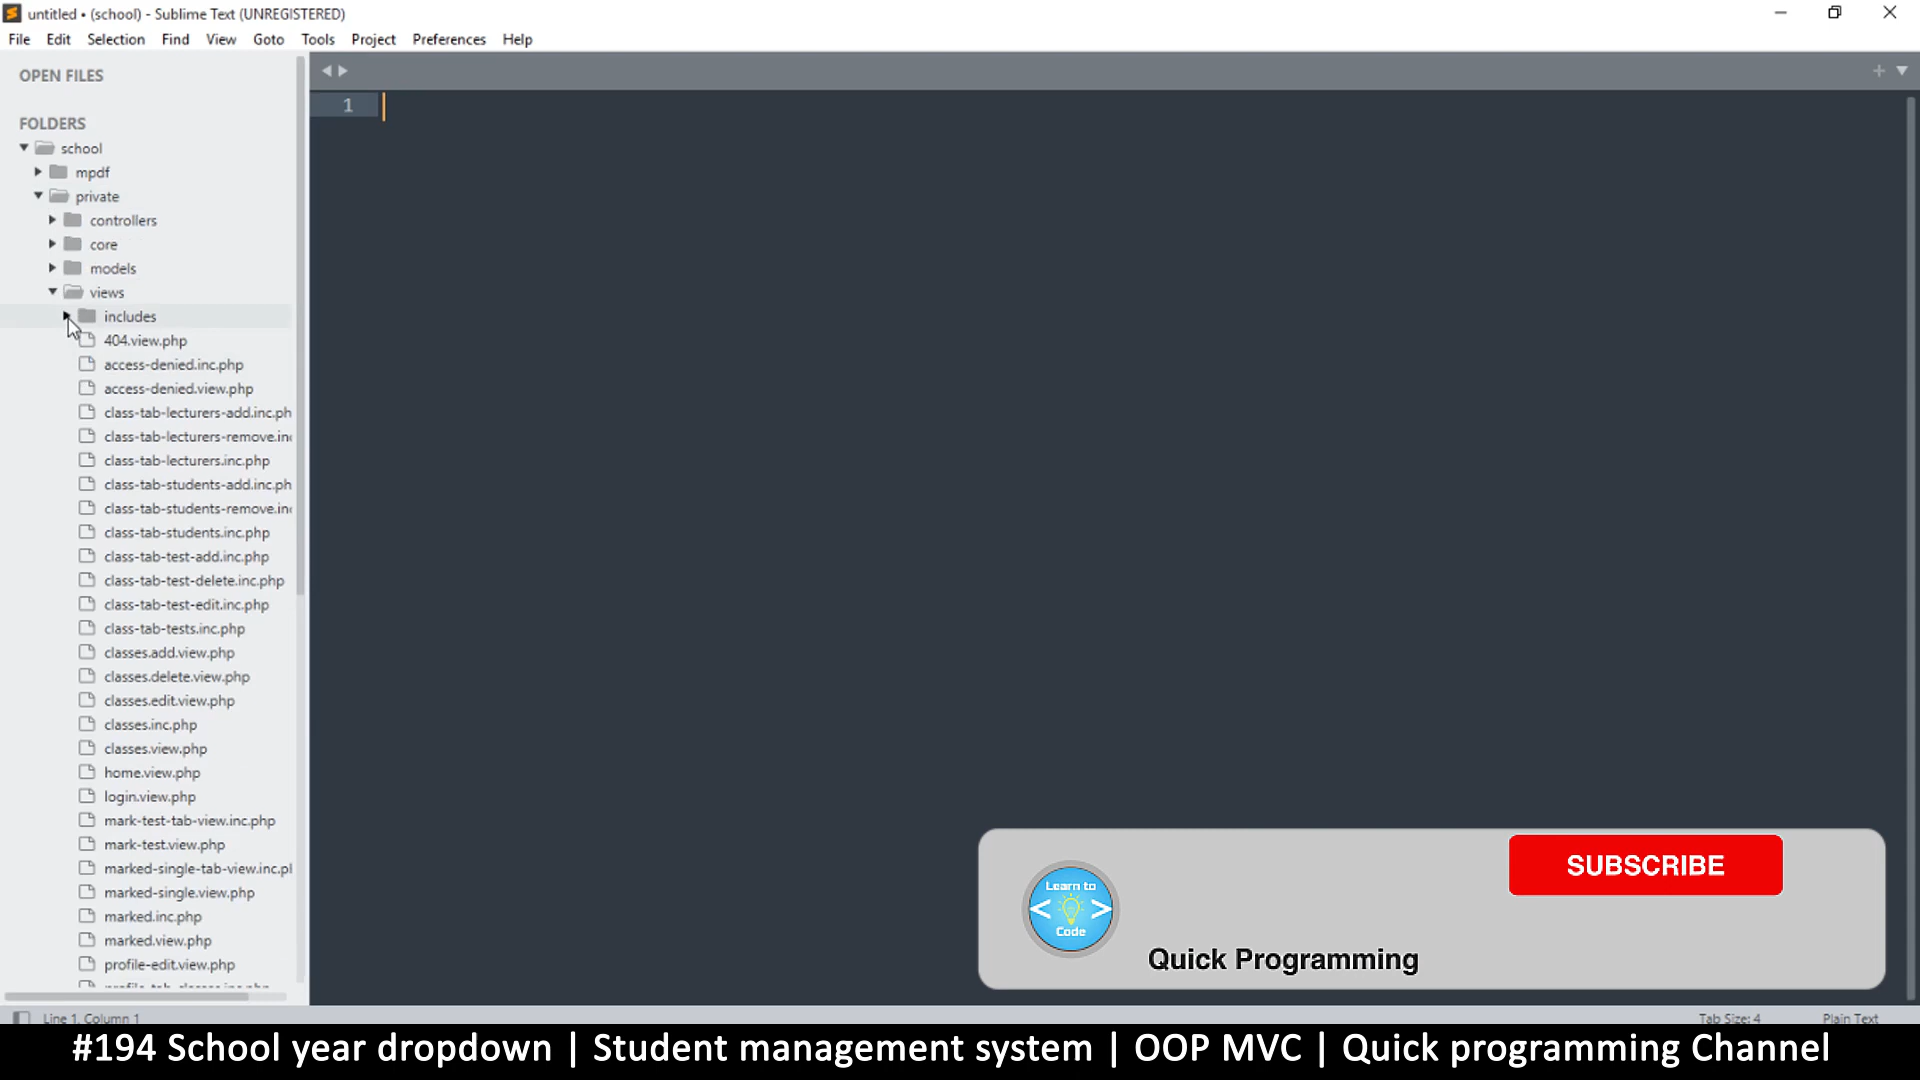 untitled • (school) - Sublime Text (UNREGISTERED)
File Edit Selection Find View Goto Tools Project Preferences Help
OPEN FILES
FOLDERS
school
mpdf
private
controllers
core
models
views
includes
404.view.php
access-denied.inc.php
access-denied.view.php
class-tab-lecturers-add.inc.ph
class-tab-lecturers-remove.in
class-tab-lecturers.inc.php
class-tab-students-add.inc.ph
class-tab-students-remove.in
class-tab-students.inc.php
class-tab-test-add.inc.php
class-tab-test-delete.inc.php
class-tab-test-edit.inc.php
class-tab-tests.inc.php
classes.add.view.php
classes.delete.view.php
classes.edit.view.php
classes.inc.php
classes.view.php
home.view.php
login.view.php
mark-test-tab-view.inc.php
mark-test.view.php
marked-single-tab-view.inc.pl
marked-single.view.php
marked.inc.php
marked.view.php
profile-edit.view.php
1
Learn to
< >
Code
SUBSCRIBE
Quick Programming
Line 1, Column 1
Tab Size: 4 Plain Text
#194 School year dropdown | Student management system | OOP MVC | Quick programming Channel